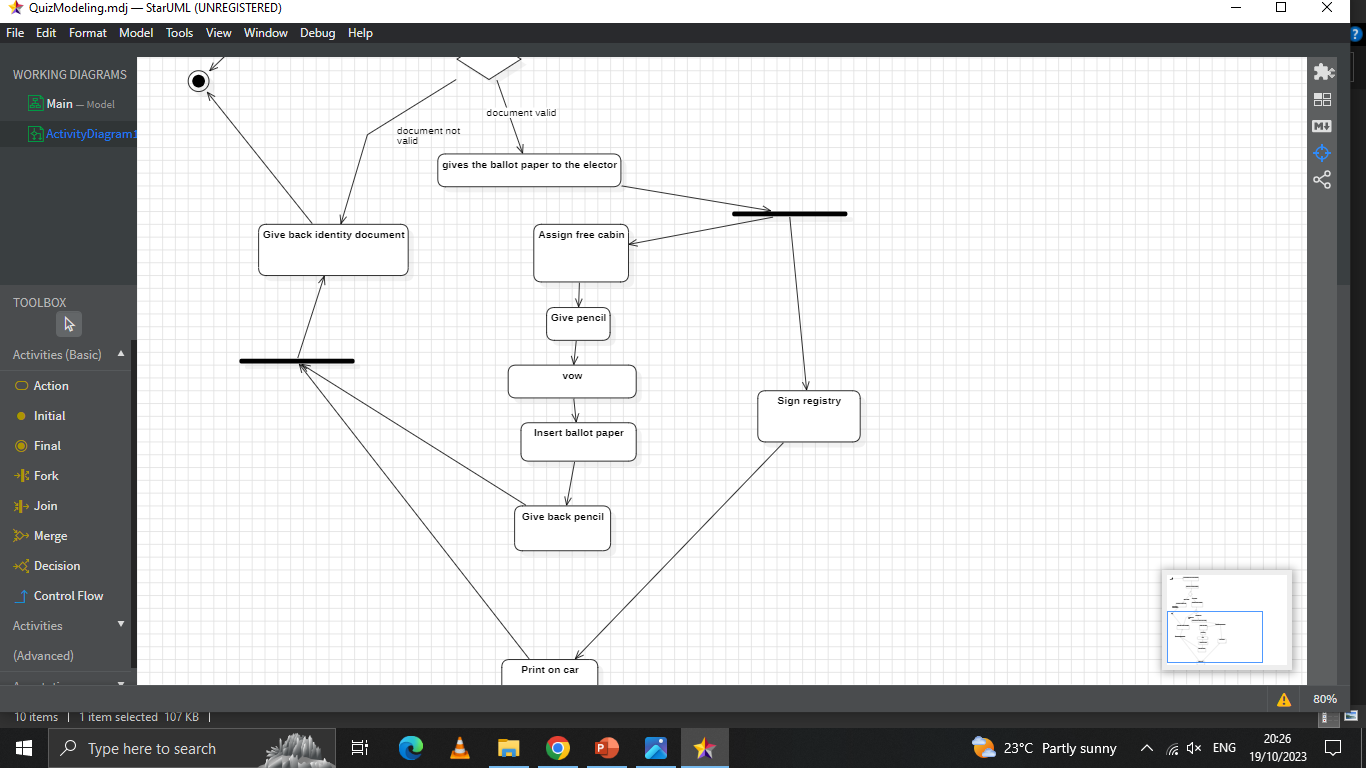 QuizModeling.mdj — StarUML (UNREGISTERED)
File Edit Format Model Tools View Window Debug Help
WORKING DIAGRAMS
Main — Model
ActivityDiagram1
TOOLBOX
Activities (Basic)
Action
Initial
Final
Fork
Join
Merge
Decision
Control Flow
Activities
(Advanced)
document valid
document not
valid
gives the ballot paper to the elector
Give back identity document
Assign free cabin
Give pencil
vow
Sign registry
Insert ballot paper
Give back pencil
Print on car
M
80%
10 items 1 item selected 107 KB
Type here to search
23°C Partly sunny
ENG
20:26
19/10/2023